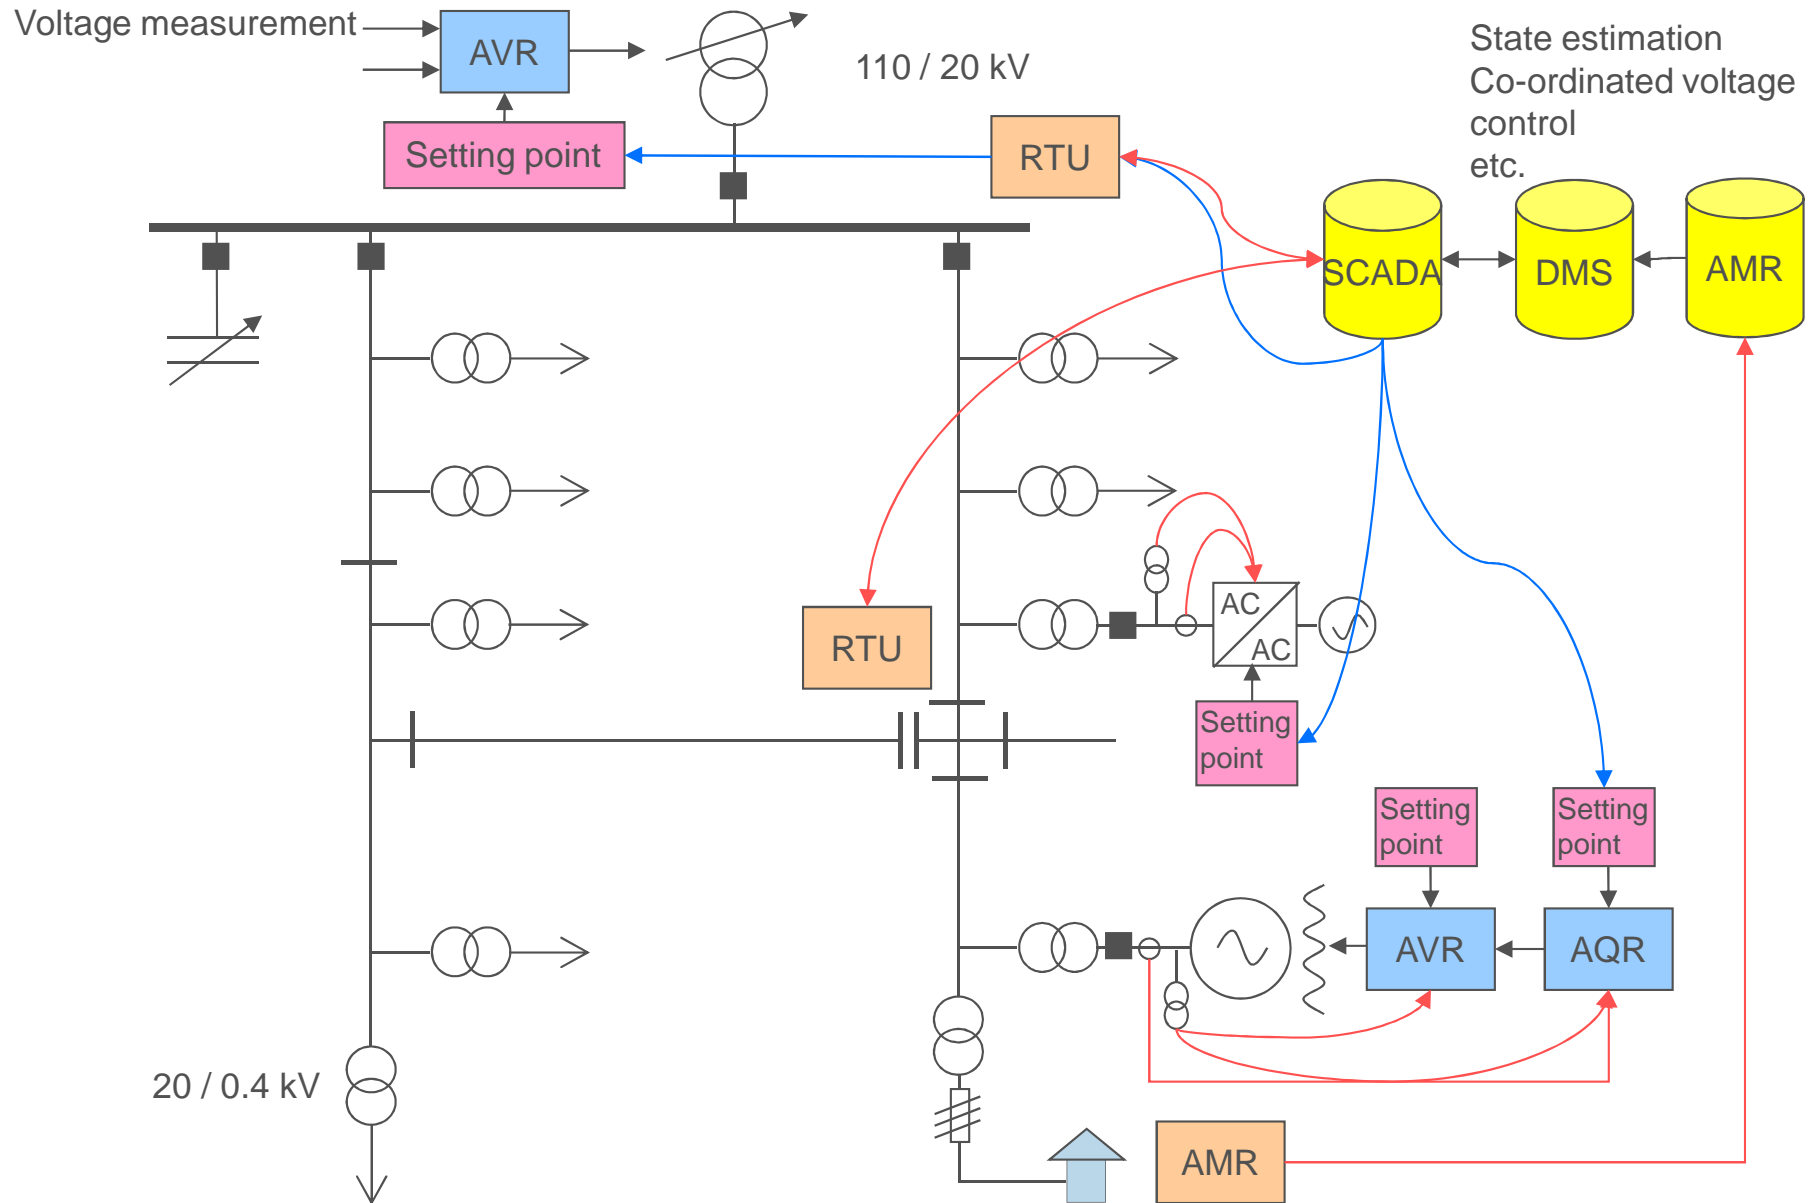 Voltage measurement
AVR
110 / 20 kV
State estimation
Co-ordinated voltage
control
etc.
Setting point
RTU
SCADA
DMS
AMR
AC
AC
RTU
Setting
point
Setting
point
Setting
point
AVR
AQR
20 / 0.4 kV
AMR